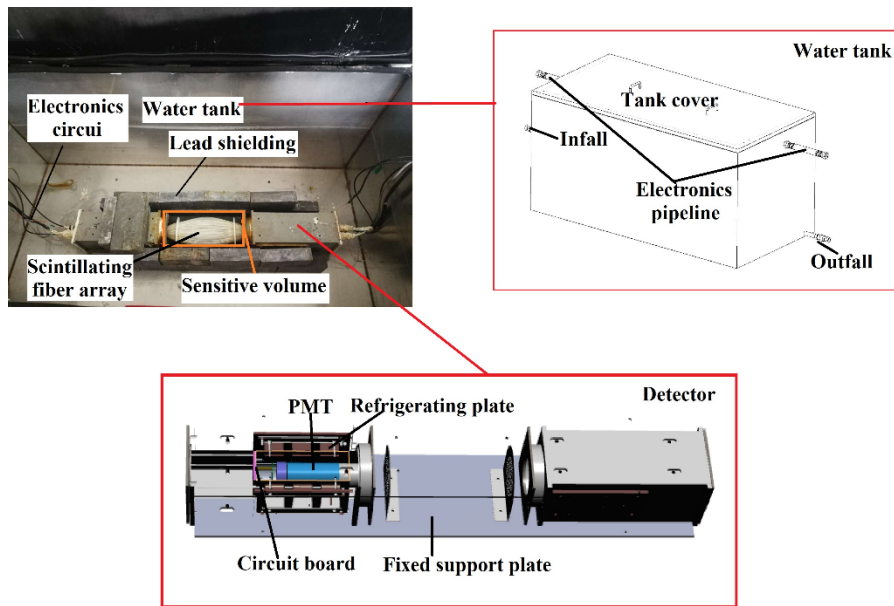 Electronics
circui
Water tank
Lead shielding
Scintillating
fiber array
Sensitive volume
Water tank
Tank cover
Infall
Electronics
pipeline
Outfall
Detector
PMT
Refrigerating plate
Circuit board
Fixed support plate